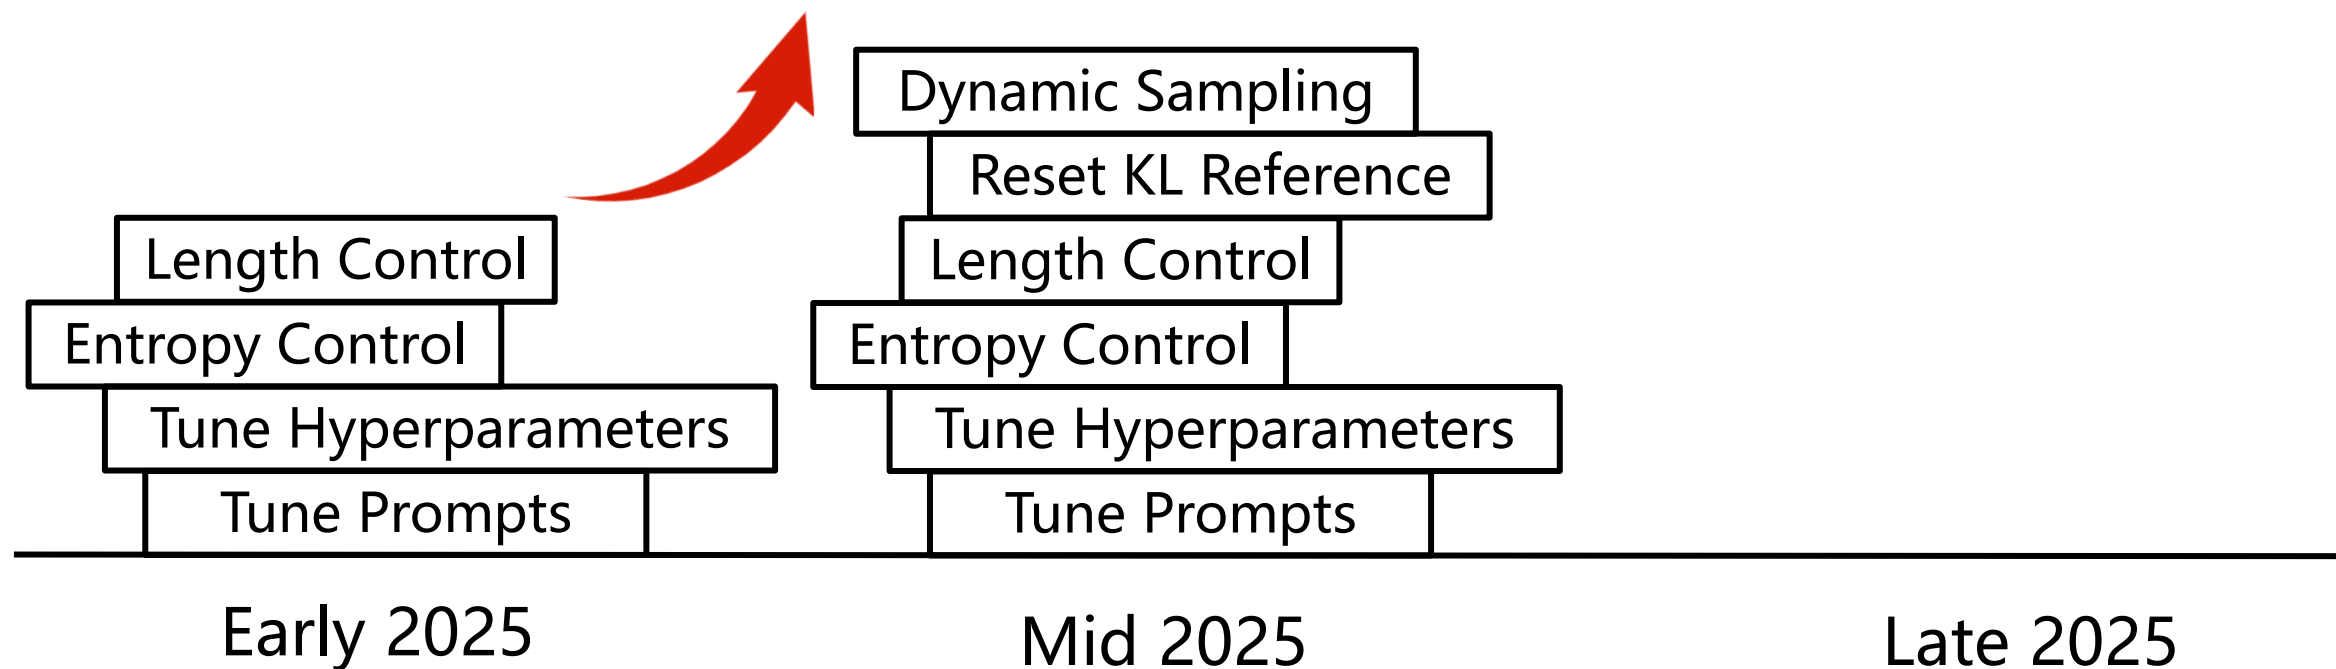 Dynamic Sampling
Reset KL Reference
Length Control
Length Control
Entropy Control
Entropy Control
Tune Hyperparameters
Tune Hyperparameters
Tune Prompts
Tune Prompts
Early 2025
Mid 2025
Late 2025